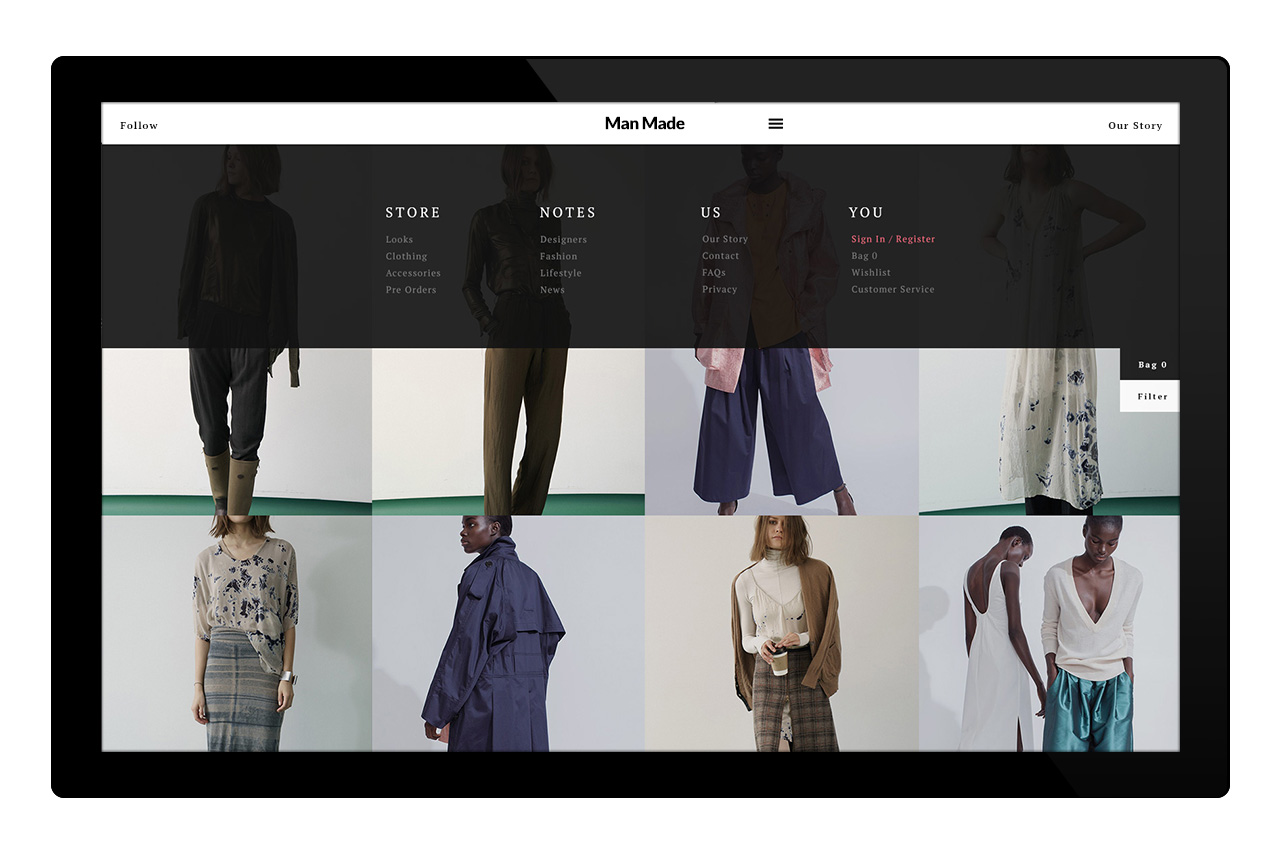 Follow
Man Made
Our Story
STORE
Looks
Clothing
Accessories
Pre Orders
NOTES
Designers
Fashion
Lifestyle
News
US
Our Story
Contact
FAQs
Privacy
YOU
Sign In / Register
Bag 0
Wishlist
Customer Service
Bag 0
Filter